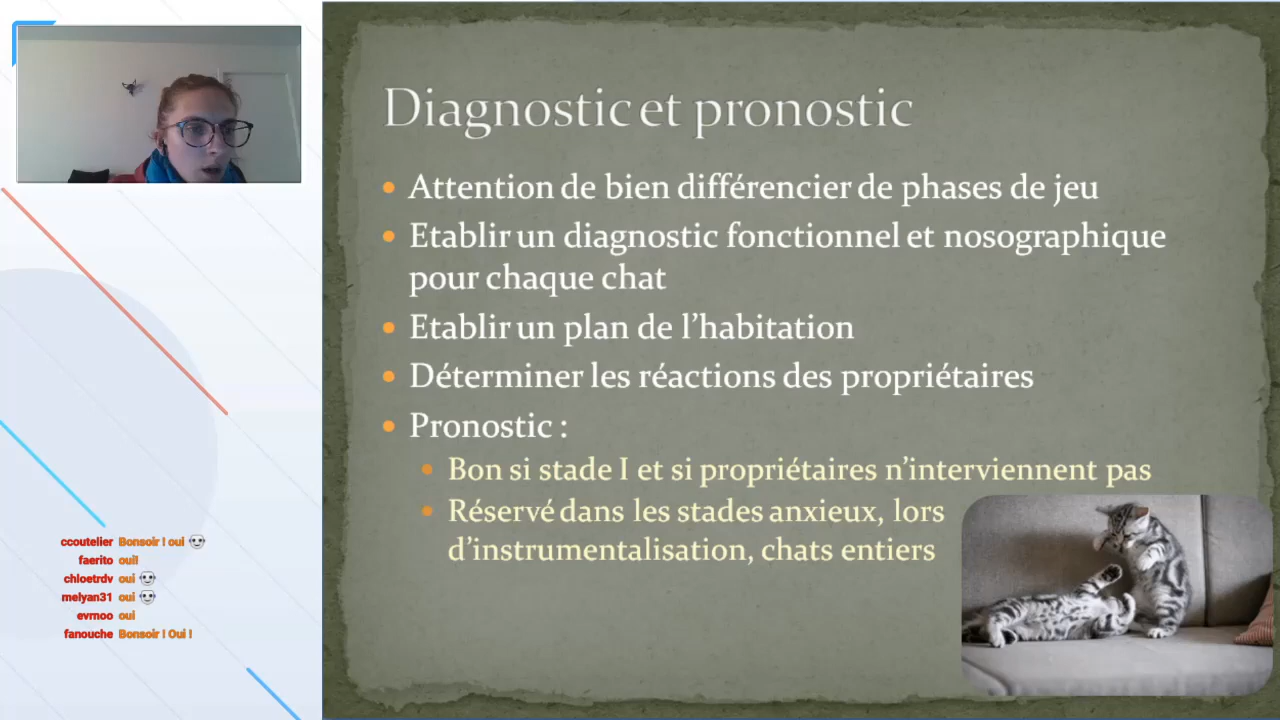 Diagnostic et pronostic
Attention de bien différencier de phases de jeu
Etablir un diagnostic fonctionnel et nosographique
pour chaque chat
Etablir un plan de l’habitation
Déterminer les réactions des propriétaires
Pronostic :
Bon si stade I et si propriétaires n’interviennent pas
Réservé dans les stades anxieux, lors
d’instrumentalisation, chats entiers
ccoutelier Bonsoir ! oui
faerito oui!
chloetrdv oui
melyan31 oui
evrnoo oui
fanouche Bonsoir ! Oui !